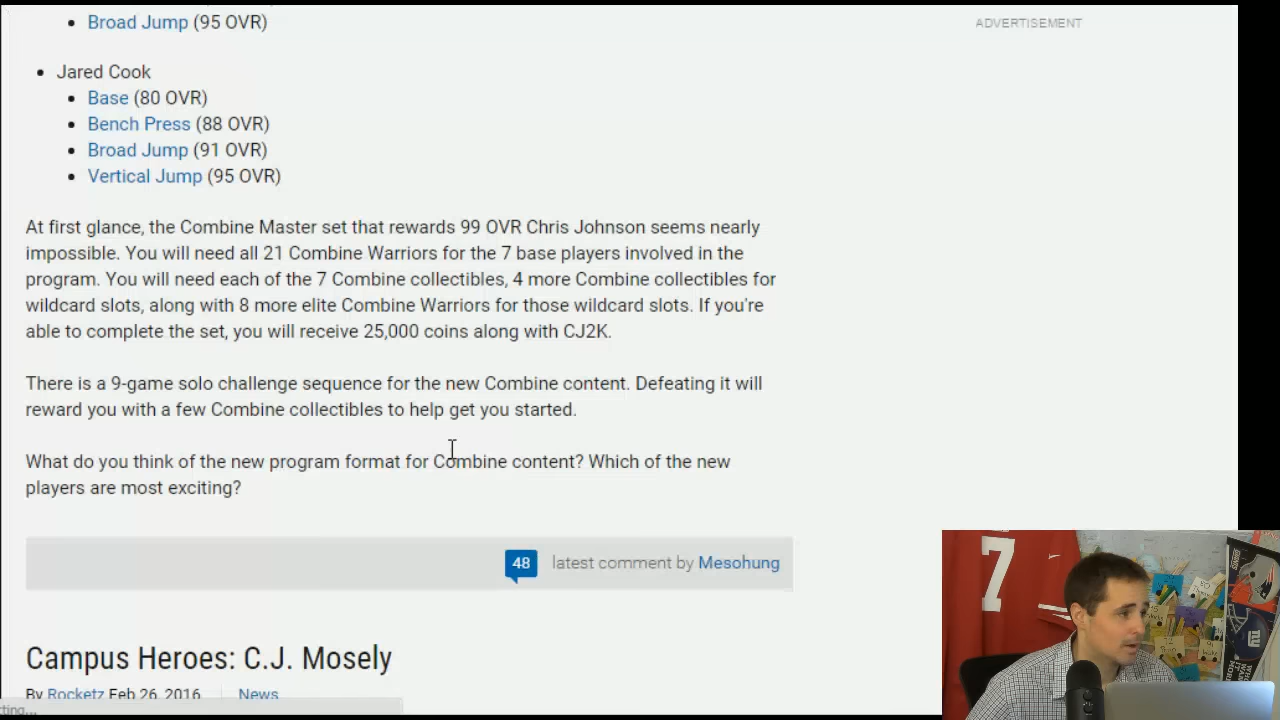 Broad Jump (95 OVR)
ADVERTISEMENT
Jared Cook
Base (80 OVR)
Bench Press (88 OVR)
Broad Jump (91 OVR)
Vertical Jump (95 OVR)
At first glance, the Combine Master set that rewards 99 OVR Chris Johnson seems nearly
impossible. You will need all 21 Combine Warriors for the 7 base players involved in the
program. You will need each of the 7 Combine collectibles, 4 more Combine collectibles for
wildcard slots, along with 8 more elite Combine Warriors for those wildcard slots. If you're
able to complete the set, you will receive 25,000 coins along with CJ2K.
There is a 9-game solo challenge sequence for the new Combine content. Defeating it will
reward you with a few Combine collectibles to help get you started.
What do you think of the new program format for Combine content? Which of the new
players are most exciting?
48 latest comment by Mesohung
Campus Heroes: C.J. Mosely
By Rocketz Feb 26, 2016 News
7